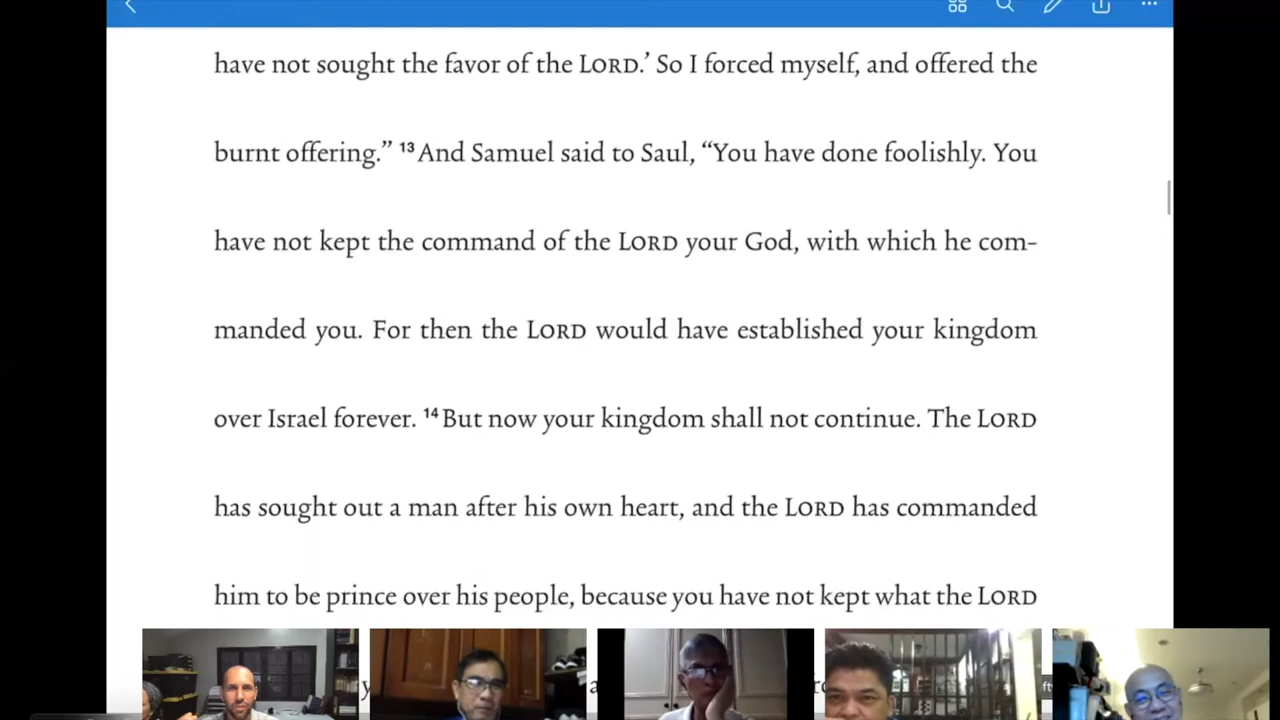 have not sought the favor of the LORD.’ So I forced myself, and offered the
burnt offering.” ¹³ And Samuel said to Saul, “You have done foolishly. You
have not kept the command of the LORD your God, with which he com-
manded you. For then the LORD would have established your kingdom
over Israel forever. ¹⁴ But now your kingdom shall not continue. The LORD
has sought out a man after his own heart, and the LORD has commanded
him to be prince over his people, because you have not kept what the LORD